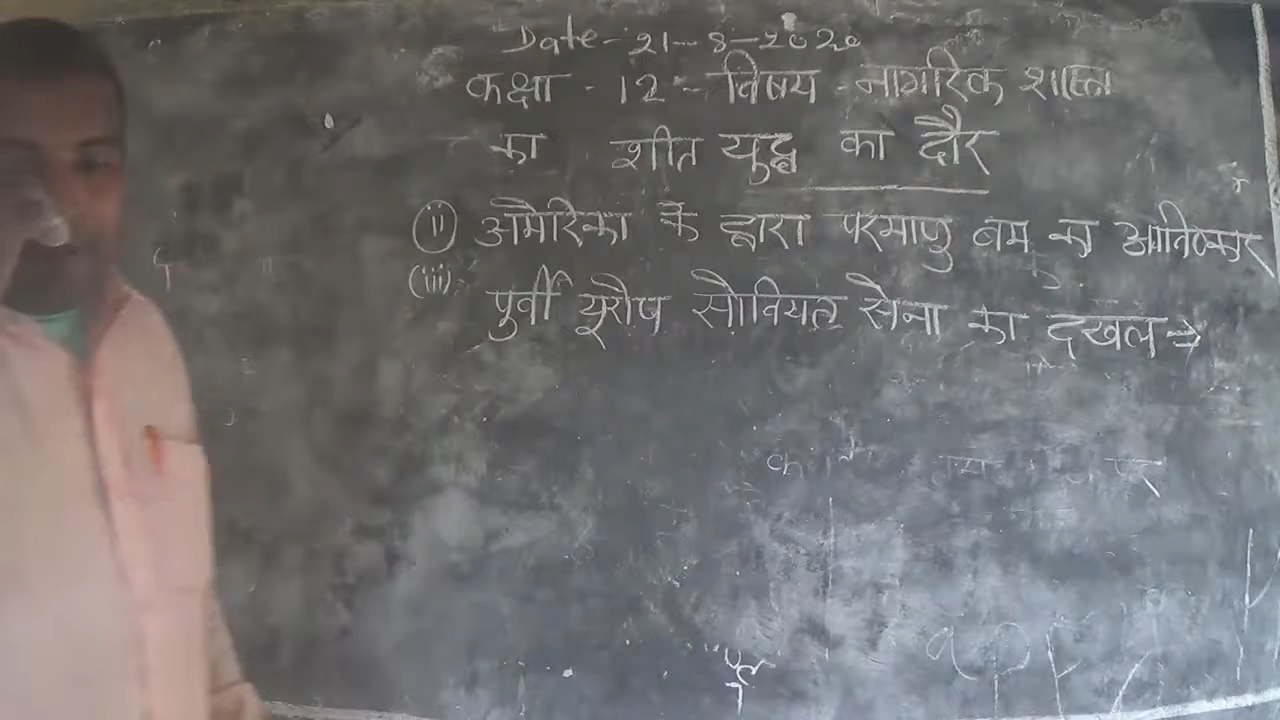 Date-21-8-2020
कक्षा - 12 - विषय - नागरिक शास्त्र
का शीत युद्ध का दौर
(ii) अमेरिका के द्वारा परमाणु बम का आविष्कार
(iii) पुर्वी यूरोप सोवियत सेना का दखल ⇒